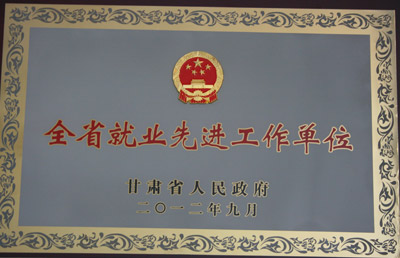 全省就业先进工作单位
甘肃省人民政府
二〇一二年九月